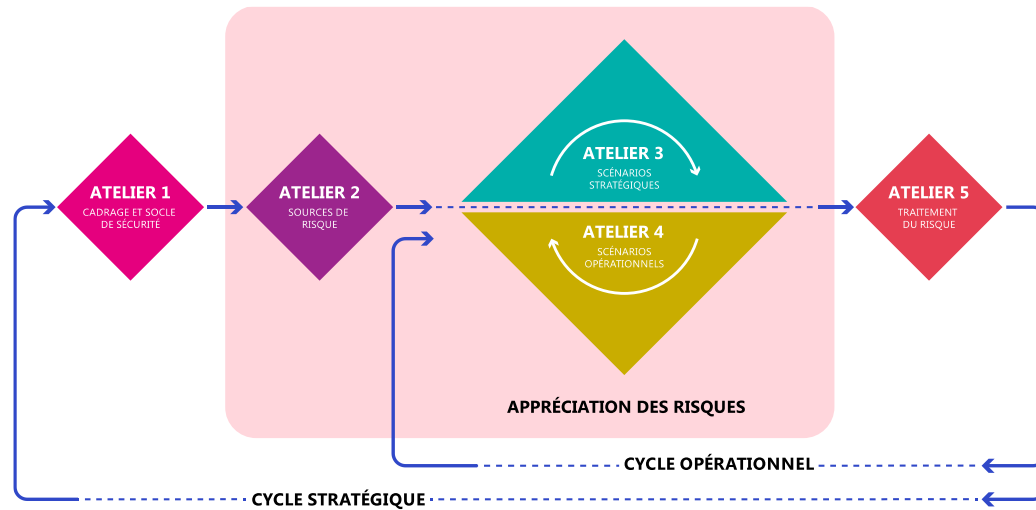 ATELIER 1
CADRAGE ET SOCLE
DE SÉCURITÉ
ATELIER 2
SOURCES DE
RISQUE
ATELIER 3
SCÉNARIOS
STRATÉGIQUES
ATELIER 4
SCÉNARIOS
OPÉRATIONNELS
ATELIER 5
TRAITEMENT
DU RISQUE
APPRÉCIATION DES RISQUES
CYCLE OPÉRATIONNEL
CYCLE STRATÉGIQUE